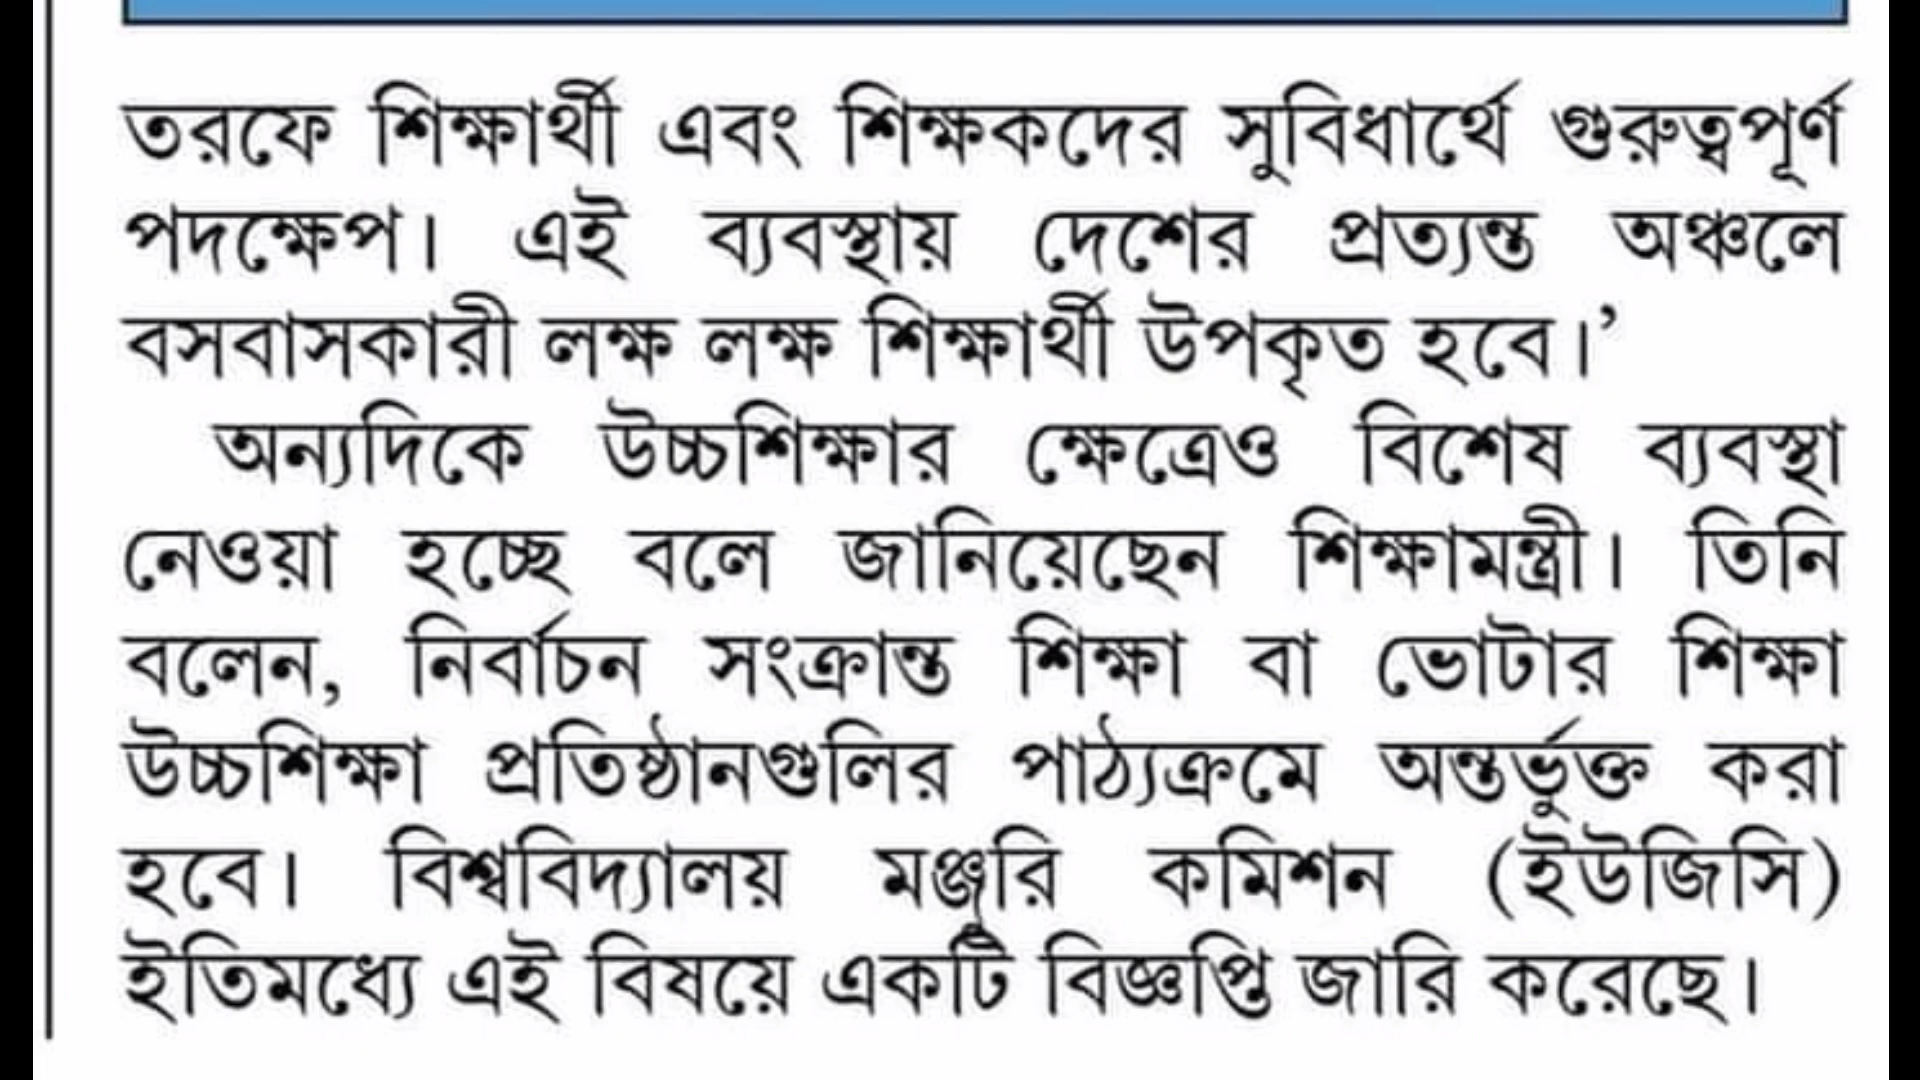 তরফে শিক্ষার্থী এবং শিক্ষকদের সুবিধার্থে গুরুত্বপূর্ণ
পদক্ষেপ। এই ব্যবস্থায় দেশের প্রত্যন্ত অঞ্চলে
বসবাসকারী লক্ষ লক্ষ শিক্ষার্থী উপকৃত হবে।’
অন্যদিকে উচ্চশিক্ষার ক্ষেত্রেও বিশেষ ব্যবস্থা
নেওয়া হচ্ছে বলে জানিয়েছেন শিক্ষামন্ত্রী। তিনি
বলেন, নির্বাচন সংক্রান্ত শিক্ষা বা ভোটার শিক্ষা
উচ্চশিক্ষা প্রতিষ্ঠানগুলির পাঠ্যক্রমে অন্তর্ভুক্ত করা
হবে। বিশ্ববিদ্যালয় মঞ্জুরি কমিশন (ইউজিসি)
ইতিমধ্যে এই বিষয়ে একটি বিজ্ঞপ্তি জারি করেছে।